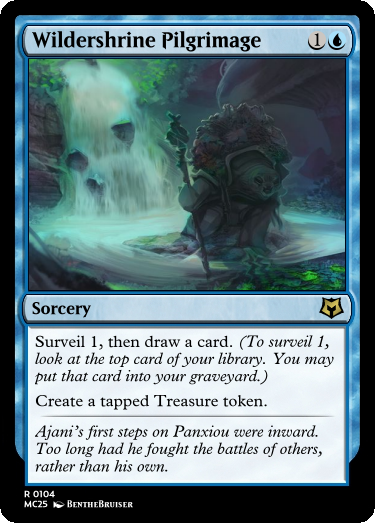 Wildershrine Pilgrimage 1
Sorcery
Surveil 1, then draw a card. (To surveil 1,
look at the top card of your library. You may
put that card into your graveyard.)
Create a tapped Treasure token.
Ajani's first steps on Panxiou were inward.
Too long had he fought the battles of others,
rather than his own.
R 0104
MC25 BentheBruiser